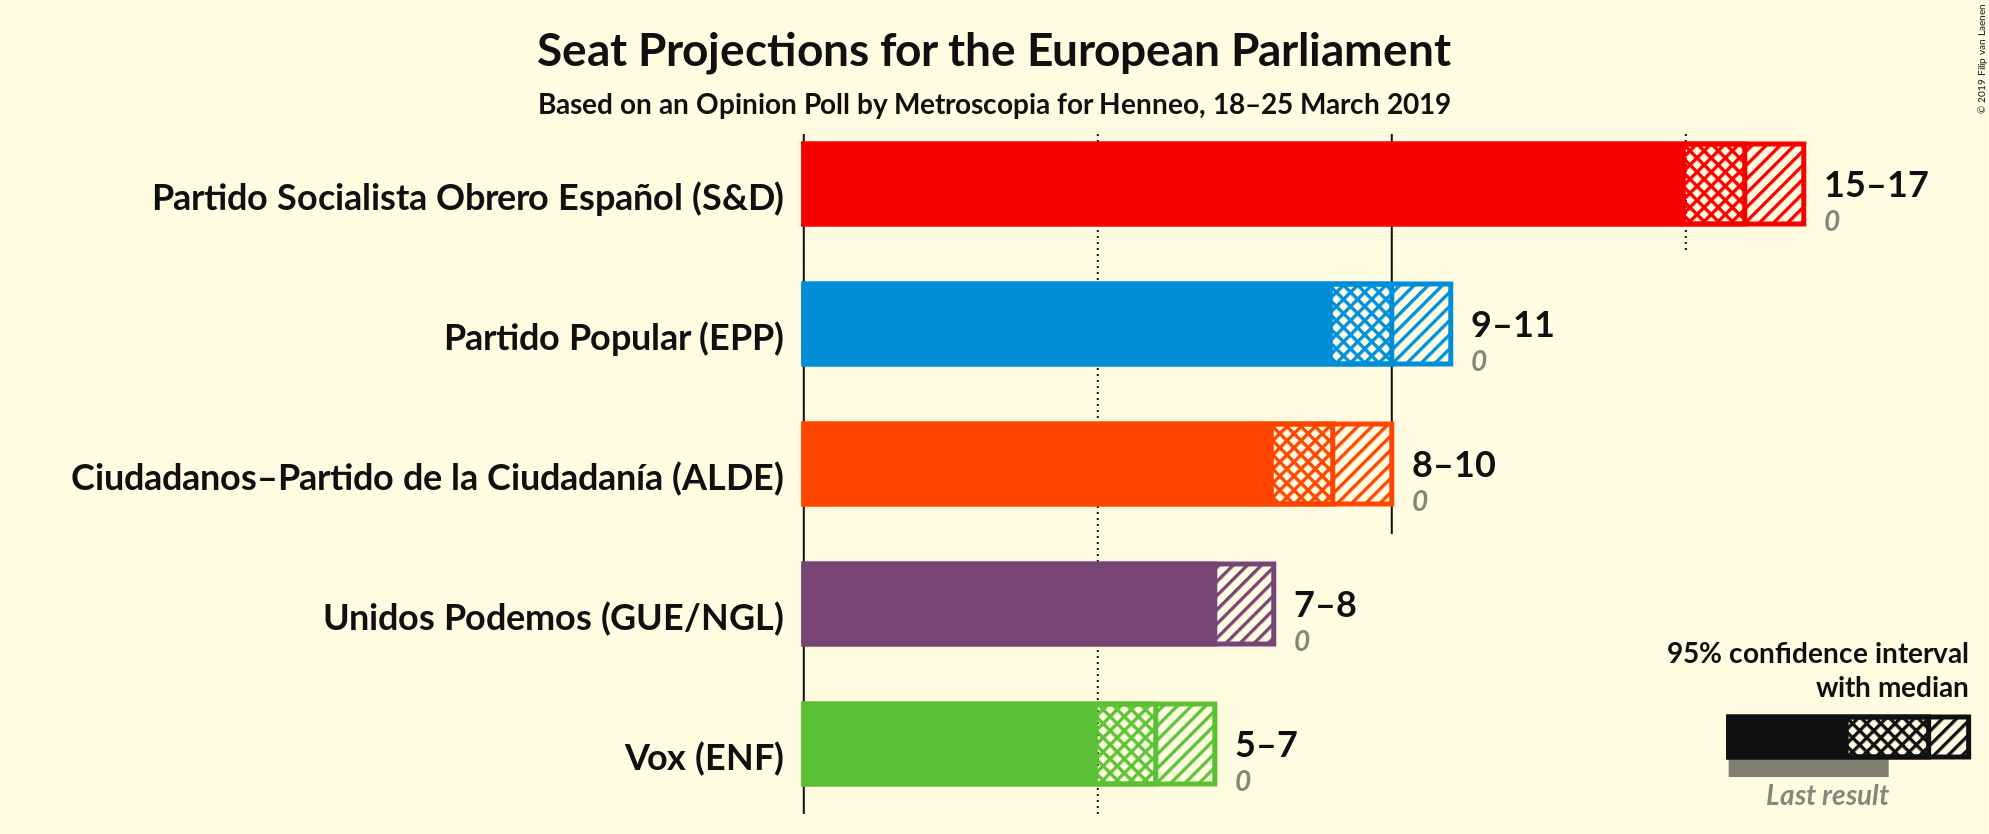 Seat Projections for the European Parliament
Based on an Opinion Poll by Metroscopia for Henneo, 18–25 March 2019
© 2019 Filip van Laenen
Partido Socialista Obrero Español (S&D)
15–17
0
Partido Popular (EPP)
9–11
0
Ciudadanos–Partido de la Ciudadanía (ALDE)
8–10
0
Unidos Podemos (GUE/NGL)
7–8
0
Vox (ENF)
5–7
0
95% confidence interval
with median
Last result